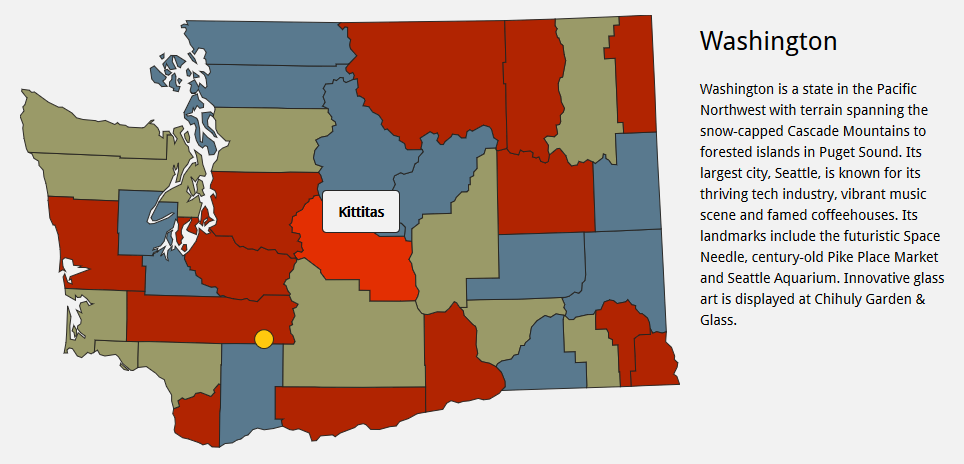 Washington
Washington is a state in the Pacific
Northwest with terrain spanning the
snow-capped Cascade Mountains to
forested islands in Puget Sound. Its
largest city, Seattle, is known for its
thriving tech industry, vibrant music
scene and famed coffeehouses. Its
landmarks include the futuristic Space
Needle, century-old Pike Place Market
and Seattle Aquarium. Innovative glass
art is displayed at Chihuly Garden &
Glass.
Kittitas